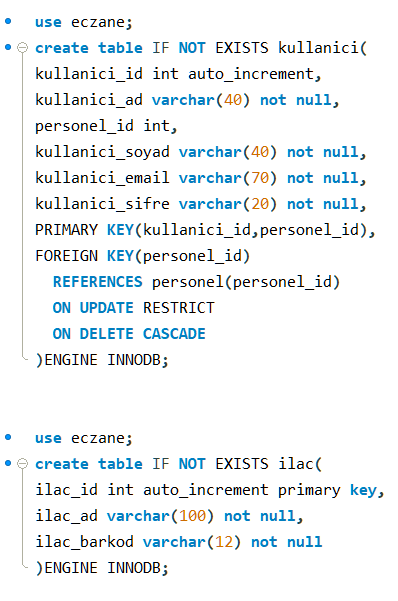 use eczane;
create table IF NOT EXISTS kullanici(
kullanici_id int auto_increment,
kullanici_ad varchar(40) not null,
personel_id int,
kullanici_soyad varchar(40) not null,
kullanici_email varchar(70) not null,
kullanici_sifre varchar(20) not null,
PRIMARY KEY(kullanici_id,personel_id),
FOREIGN KEY(personel_id)
REFERENCES personel(personel_id)
ON UPDATE RESTRICT
ON DELETE CASCADE
)ENGINE INNODB;
use eczane;
create table IF NOT EXISTS ilac(
ilac_id int auto_increment primary key,
ilac_ad varchar(100) not null,
ilac_barkod varchar(12) not null
)ENGINE INNODB;